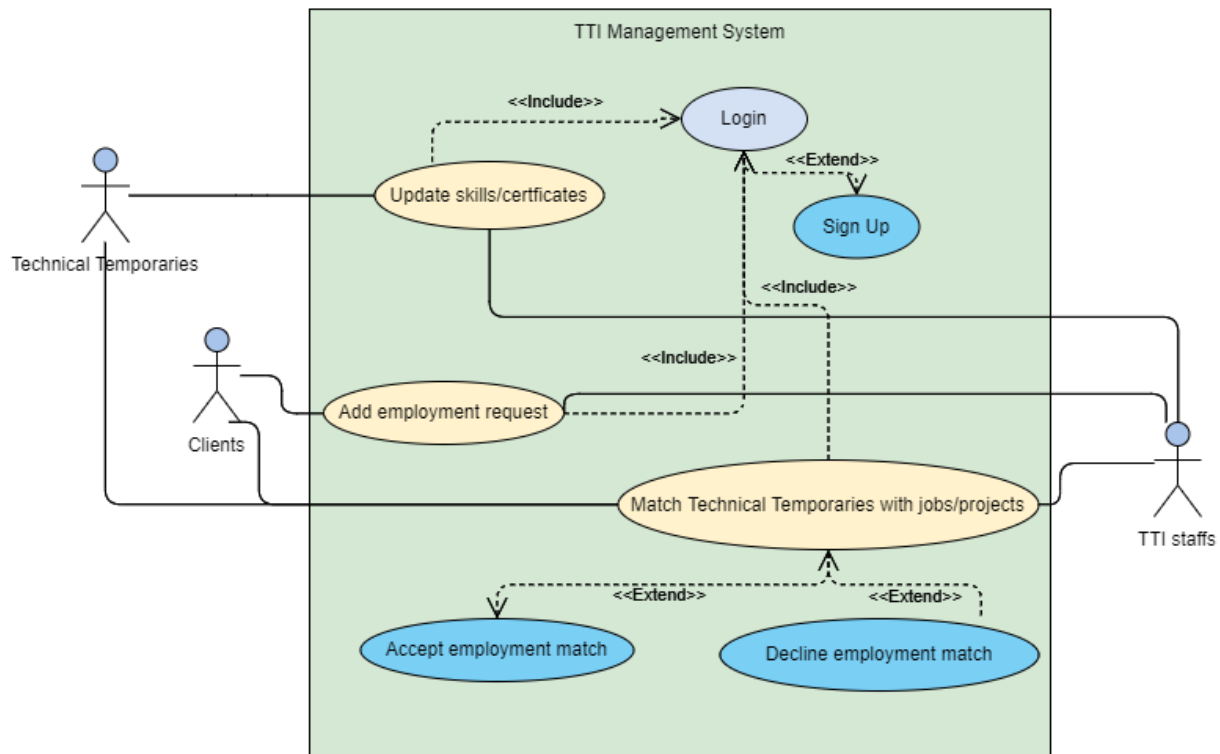 TTI Management System
<<Include>>
Login
<<Extend>>
Update skills/certficates
Sign Up
Technical Temporaries
<<Include>>
<<Include>>
Add employment request
Clients
Match Technical Temporaries with jobs/projects
TTI staffs
<<Extend>>
<<Extend>>
Accept employment match
Decline employment match